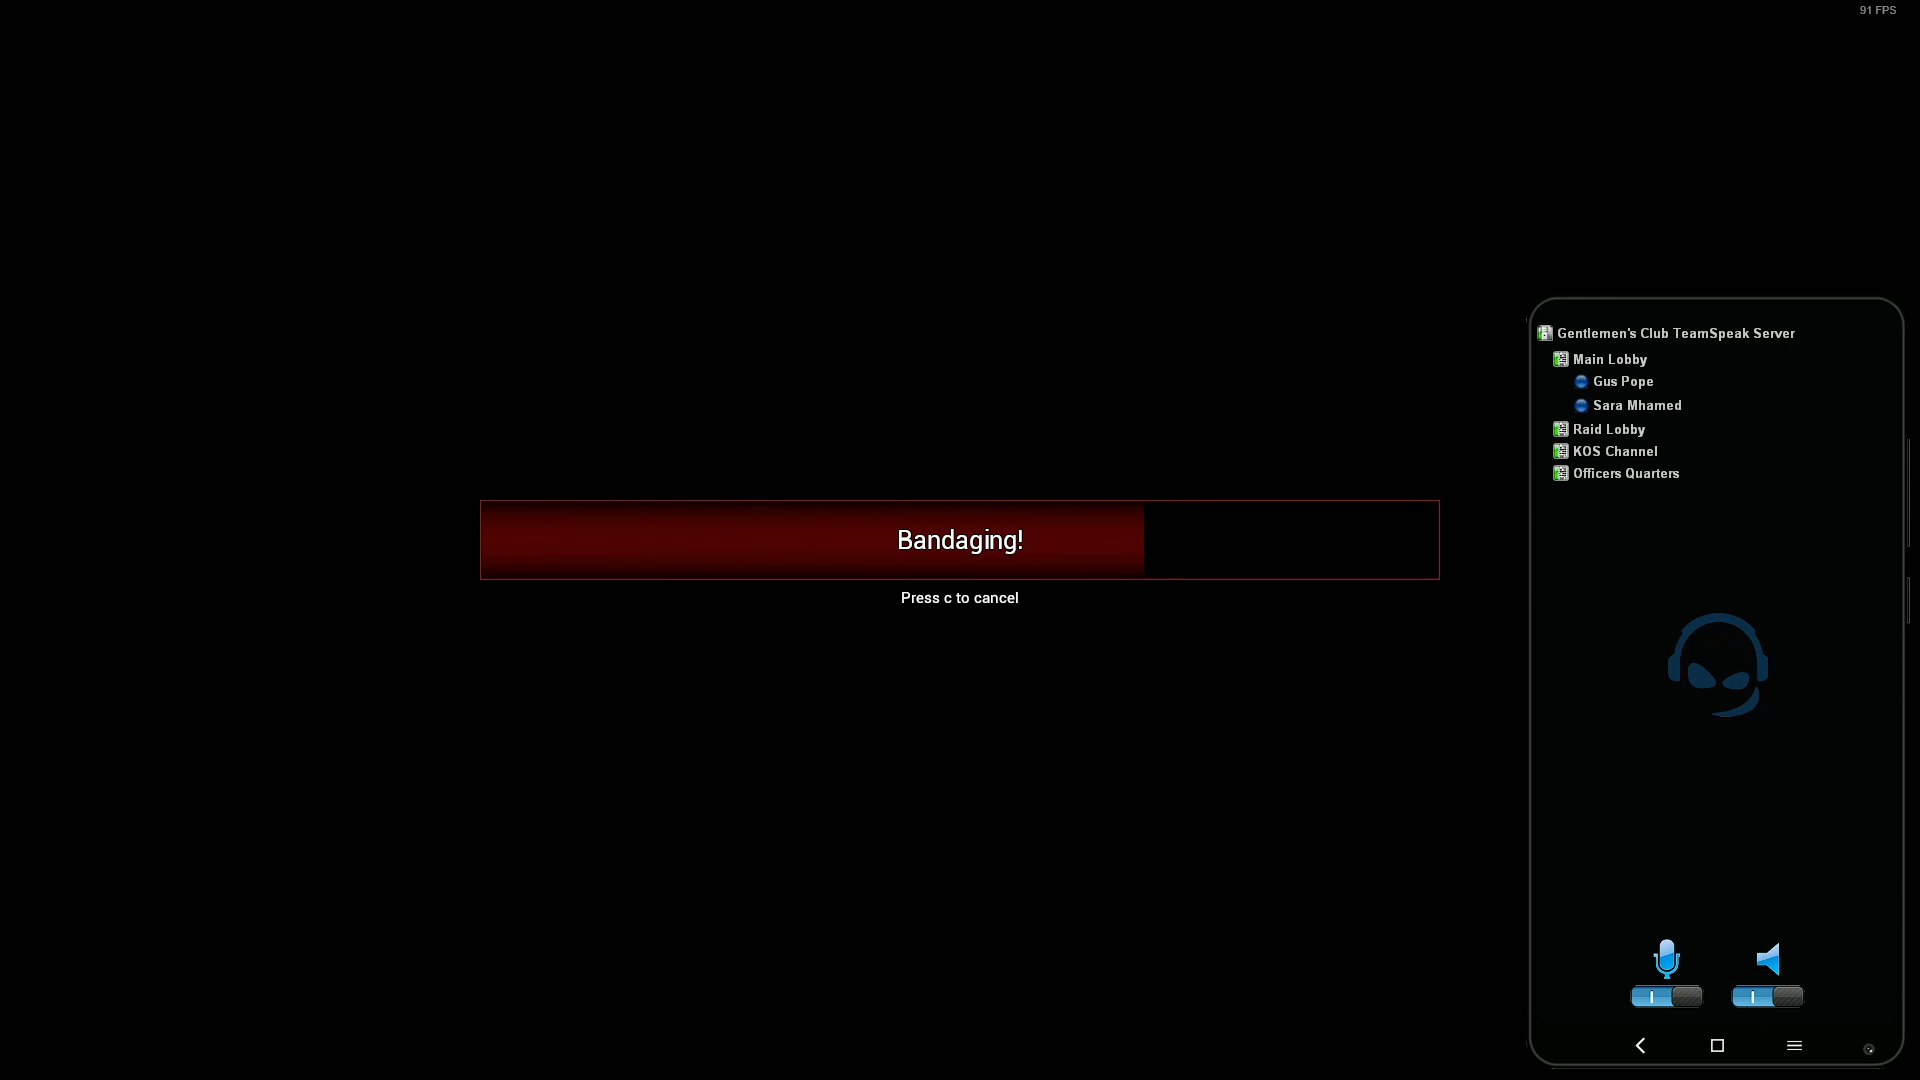 91 FPS
Gentlemen's Club TeamSpeak Server
Main Lobby
Gus Pope
Sara Mhamed
Raid Lobby
KOS Channel
Officers Quarters
Bandaging!
Press c to cancel